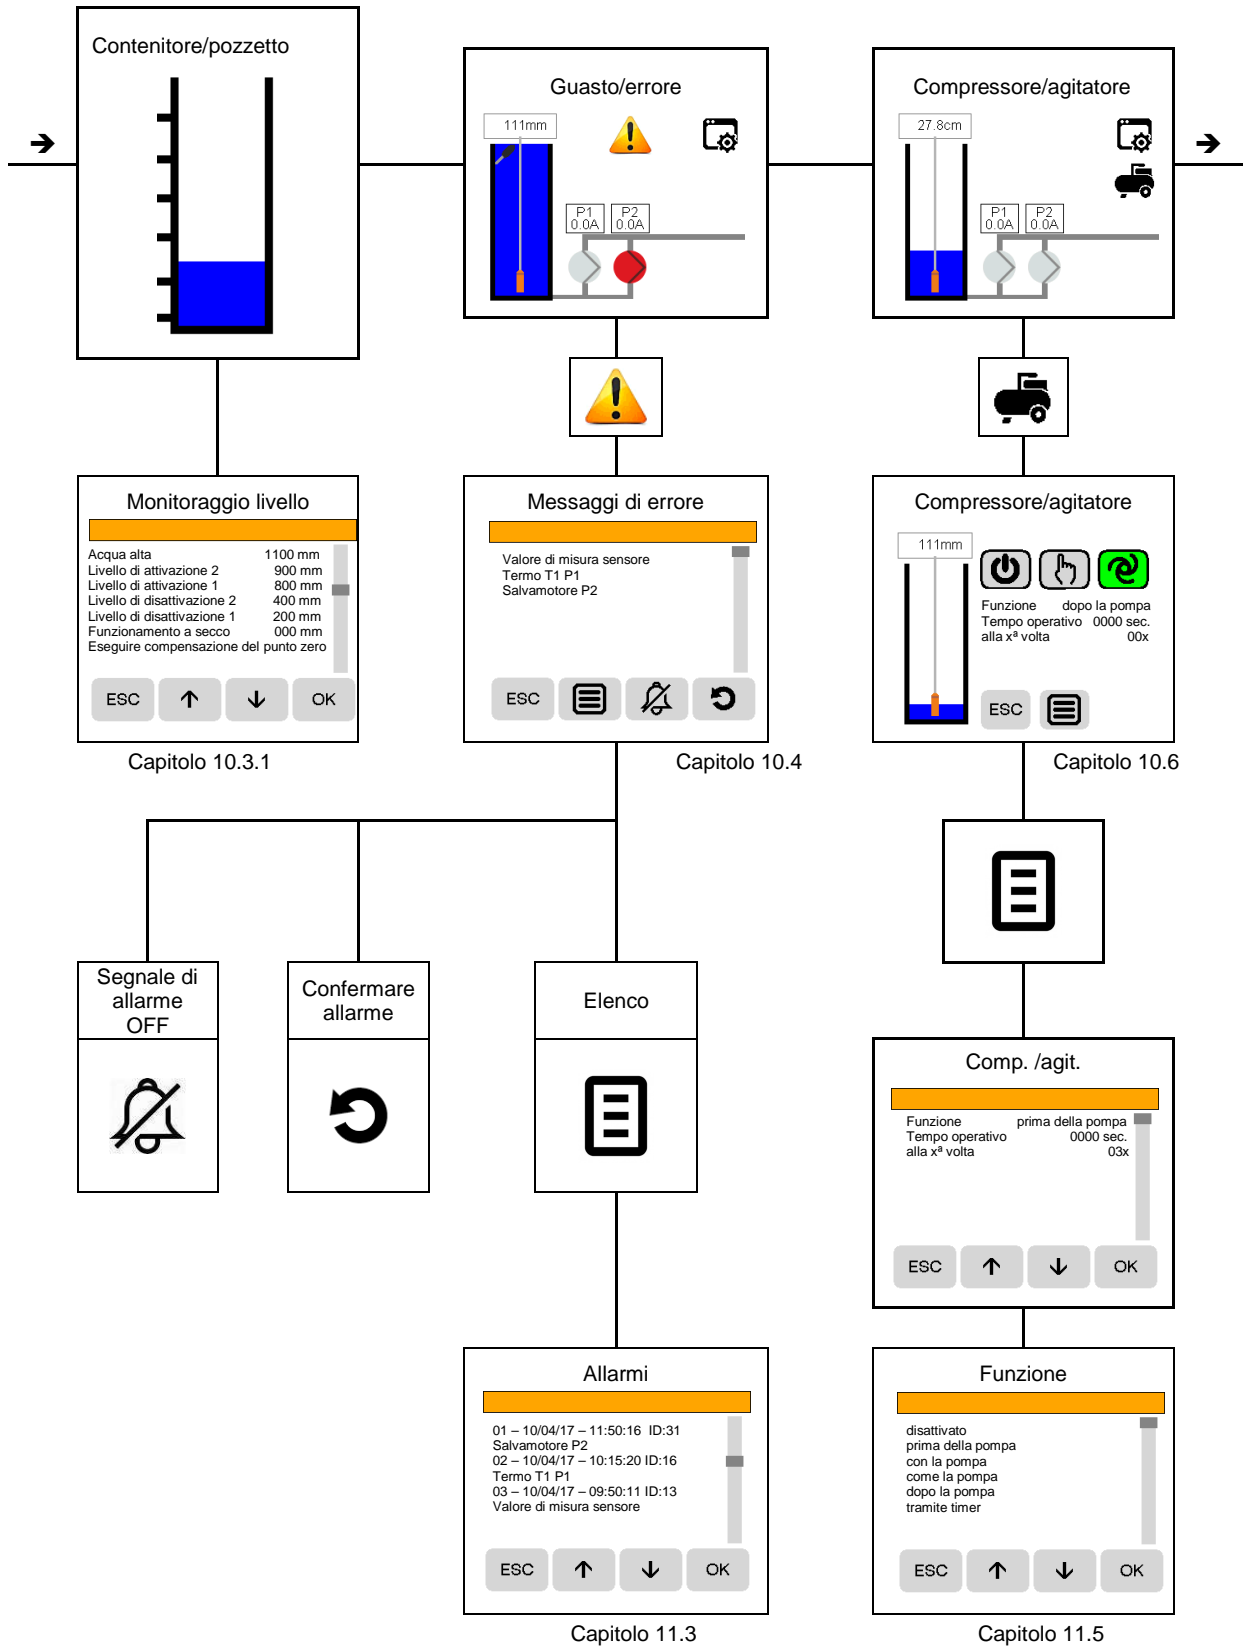 Contenitore/pozzetto
Guasto/errore
111mm
P1
0.0A
P2
0.0A
Compressore/agitatore
27.8cm
P1
0.0A
P2
0.0A
Monitoraggio livello
Acqua alta 1100 mm
Livello di attivazione 2 900 mm
Livello di attivazione 1 800 mm
Livello di disattivazione 2 400 mm
Livello di disattivazione 1 200 mm
Funzionamento a secco 000 mm
Eseguire compensazione del punto zero
ESC OK
Capitolo 10.3.1
Messaggi di errore
Valore di misura sensore
Termo T1 P1
Salvamotore P2
ESC
Capitolo 10.4
Compressore/agitatore
111mm
Funzione dopo la pompa
Tempo operativo 0000 sec.
alla xª volta 00x
ESC
Capitolo 10.6
Segnale di
allarme
OFF
Confermare
allarme
Elenco
Comp. /agit.
Funzione prima della pompa
Tempo operativo 0000 sec.
alla xª volta 03x
ESC OK
Allarmi
01 – 10/04/17 – 11:50:16 ID:31
Salvamotore P2
02 – 10/04/17 – 10:15:20 ID:16
Termo T1 P1
03 – 10/04/17 – 09:50:11 ID:13
Valore di misura sensore
ESC OK
Capitolo 11.3
Funzione
disattivato
prima della pompa
con la pompa
come la pompa
dopo la pompa
tramite timer
ESC OK
Capitolo 11.5